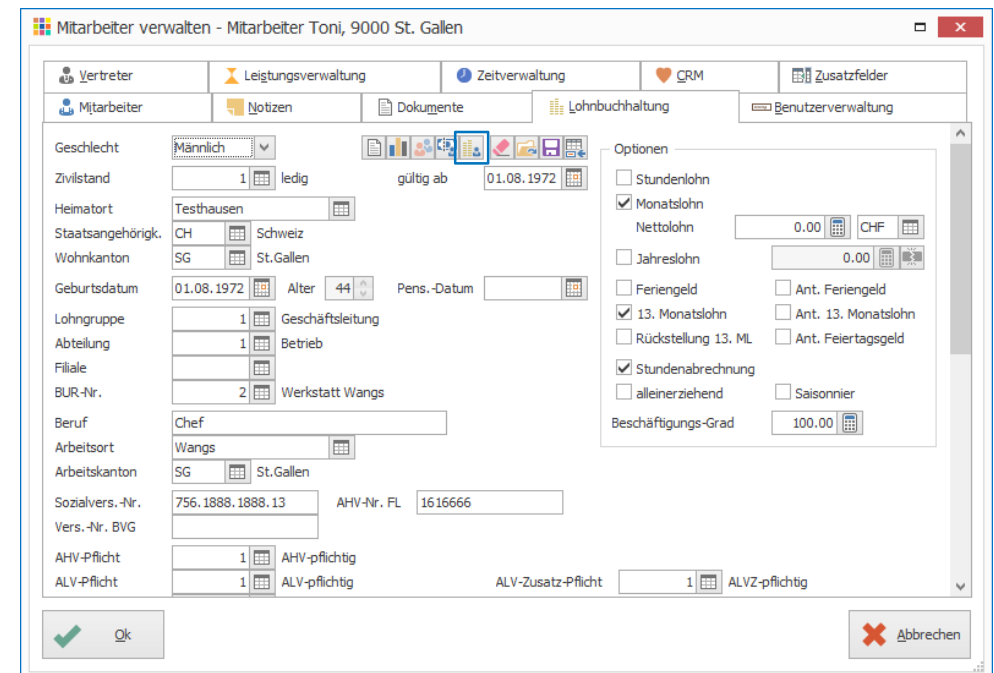 Mitarbeiter verwalten - Mitarbeiter Toni, 9000 St. Gallen
Vertreter Leistungsverwaltung Zeitverwaltung CRM Zusatzfelder
Mitarbeiter Notizen Dokumente Lohnbuchhaltung Benutzerverwaltung
Geschlecht Männlich
Zivilstand 1 ledig gültig ab 01.08.1972
Heimatort Testhausen
Staatsangehörigk. CH Schweiz
Wohnkanton SG St.Gallen
Geburtsdatum 01.08.1972 Alter 44 Pens.-Datum
Lohngruppe 1 Geschäftsleitung
Abteilung 1 Betrieb
Filiale
BUR-Nr. 2 Werkstatt Wangs
Beruf Chef
Arbeitsort Wangs
Arbeitskanton SG St.Gallen
Sozialvers.-Nr. 756.1888.1888.13 AHV-Nr. FL 1616666
Vers.-Nr. BVG
AHV-Pflicht 1 AHV-pflichtig
ALV-Pflicht 1 ALV-pflichtig ALV-Zusatz-Pflicht 1 ALVZ-pflichtig
Optionen
Stundenlohn
Monatslohn
Nettolohn 0.00 CHF
Jahreslohn 0.00
Feriengeld Ant. Feriengeld
13. Monatslohn Ant. 13. Monatslohn
Rückstellung 13. ML Ant. Feiertagsgeld
Stundenabrechnung
alleinerziehend Saisonnier
Beschäftigungs-Grad 100.00
Ok Abbrechen